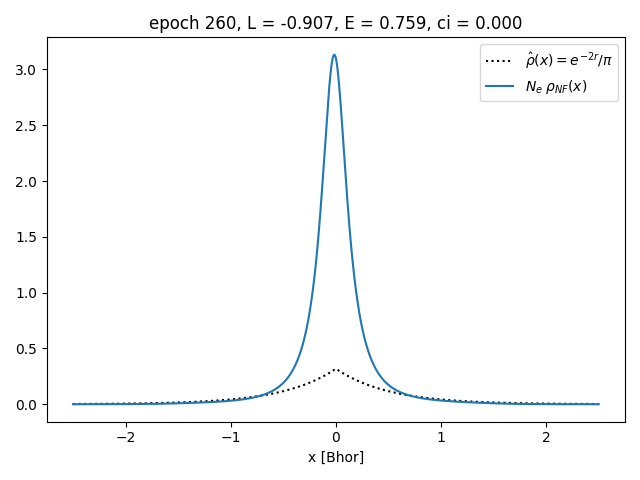 epoch 260, L = -0.907, E = 0.759, ci = 0.000
ρ̂(x) = e^{-2r}/π
N_e ρ_{NF}(x)
3.0
2.5
2.0
1.5
1.0
0.5
0.0
−2 −1 0 1 2
x [Bhor]